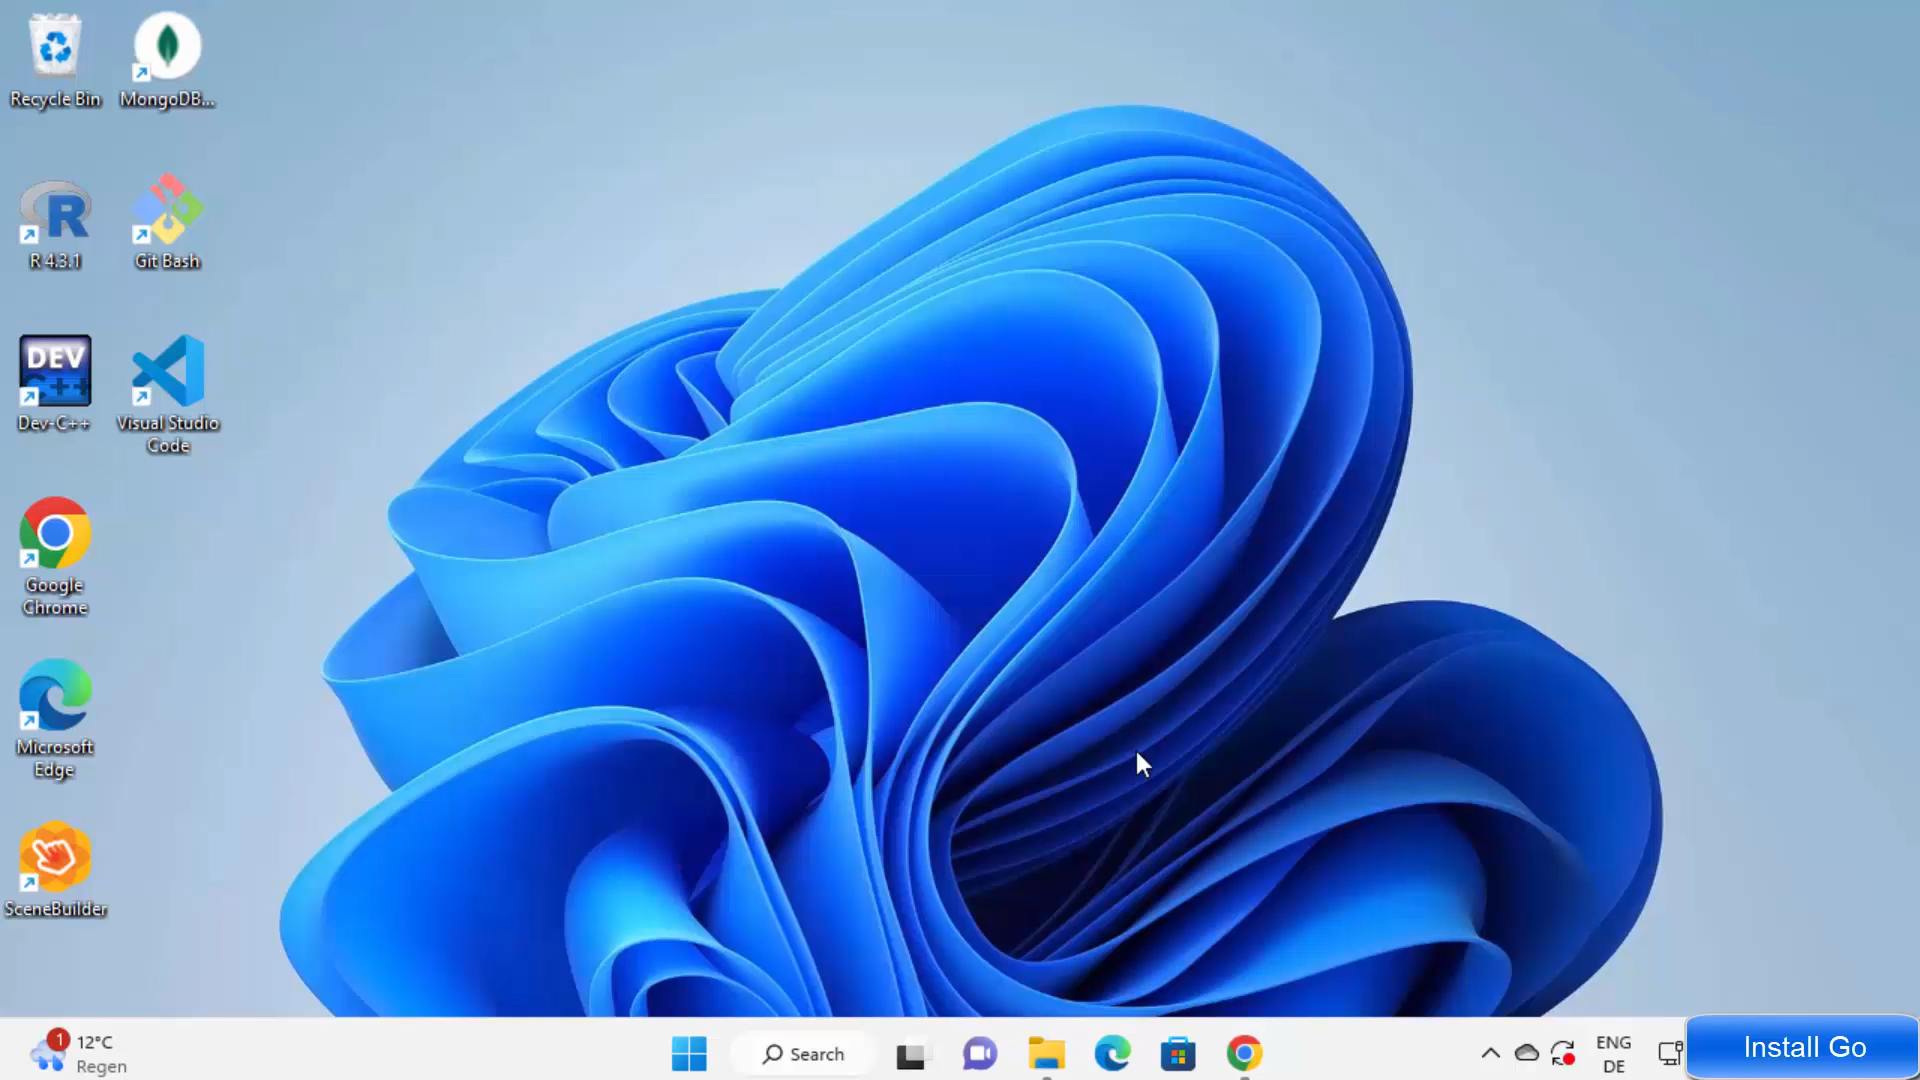 Recycle Bin
MongoDB...
R 4.3.1
Git Bash
DEV
C++
Dev-C++
Visual Studio
Code
Google
Chrome
Microsoft
Edge
SceneBuilder
1
12°C
Regen
Search
ENG
DE
Install Go